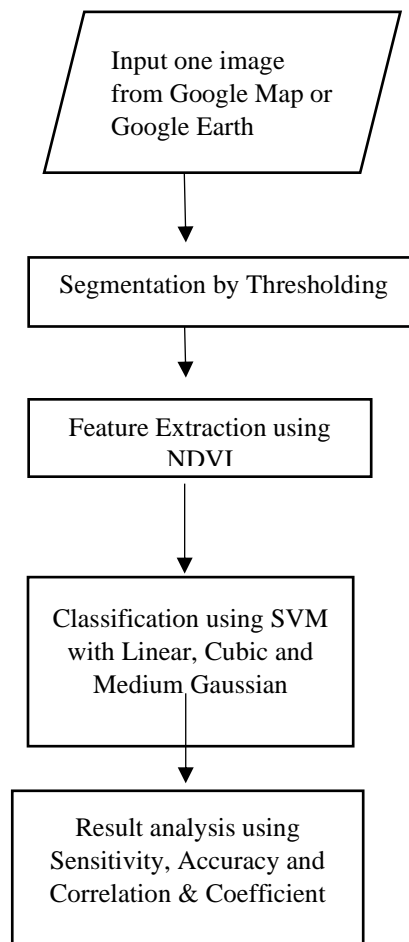 Input one image
from Google Map or
Google Earth
Segmentation by Thresholding
Feature Extraction using
NDVI
Classification using SVM
with Linear, Cubic and
Medium Gaussian
Result analysis using
Sensitivity, Accuracy and
Correlation & Coefficient